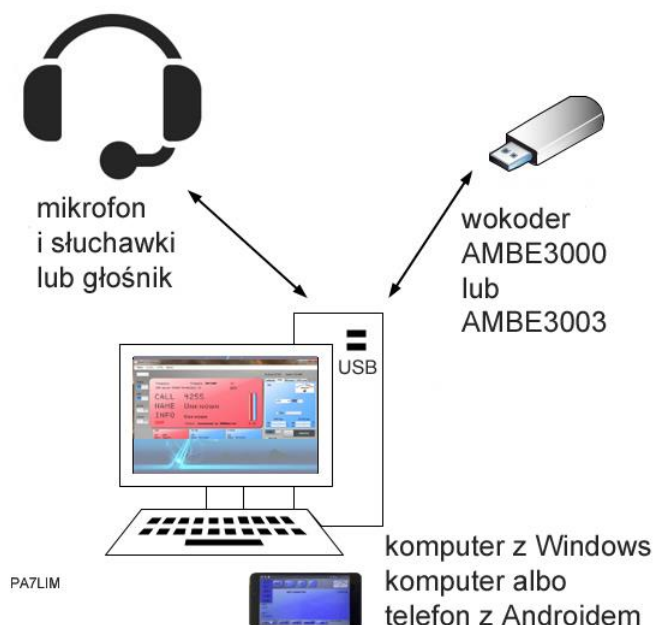 mikrofon
i słuchawki
lub głośnik
wokoder
AMBE3000
lub
AMBE3003
USB
CALL 4255
NAME Unknown
INFO Unknown
PA7LIM
komputer z Windows
komputer albo
telefon z Androidem